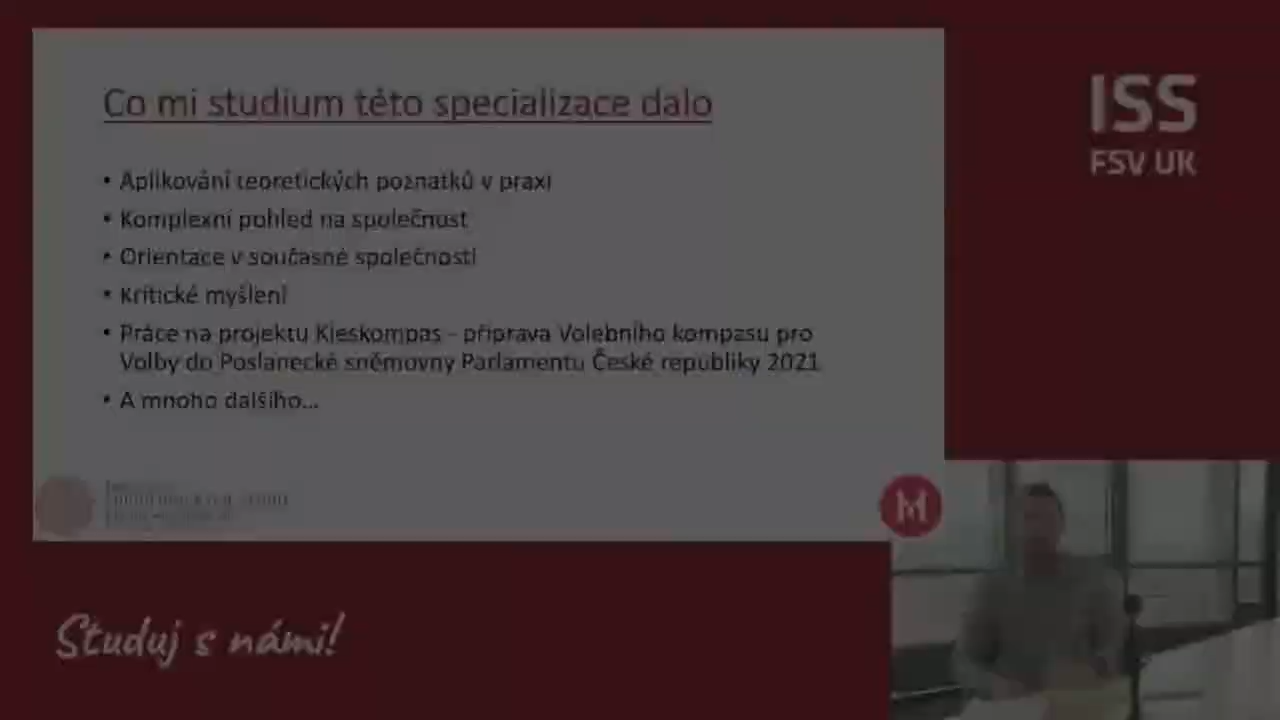 Co mi studium této specializace dalo
• Aplikování teoretických poznatků v praxi
• Komplexní pohled na společnost
• Orientace v současné společnosti
• Kritické myšlení
• Práce na projektu Kieskompas - příprava Volebního kompasu pro
Volby do Poslanecké sněmovny Parlamentu České republiky 2021
• A mnoho dalšího...
M
ISS
FSV UK
Studuj s námi!